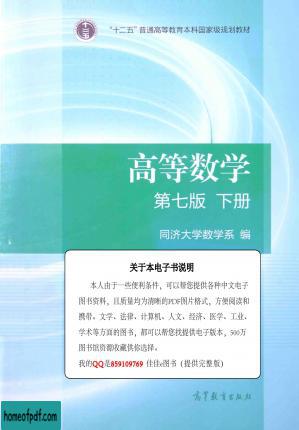 "十二五"普通高等教育本科国家级规划教材
高等数学
第七版 下册
同济大学数学系 编
关于本电子书说明
本人由于一些便利条件，可以帮您提供各种中文电子
图书资料，且质量均为清晰的PDF图片格式，方便阅读和
携带。文学、法律、计算机、人文、经济、医学、工业、
学术等方面的图书，都可以帮您找提供电子版本，500万
图书馆资源收藏供你选择。
我的QQ是859109769 佳佳e图书（提供完整版）
高等教育出版社
homeofpdf.com